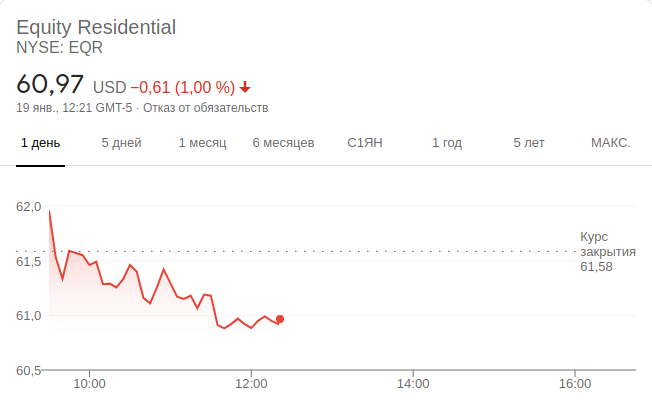 Equity Residential
NYSE: EQR
60,97 USD −0,61 (1,00 %)
19 янв., 12:21 GMT-5 · Отказ от обязательств
1 день 5 дней 1 месяц 6 месяцев С1ЯН 1 год 5 лет МАКС.
62,0
Курс
закрытия
61,5
61,58
61,0
60,5
10:00 12:00 14:00 16:00